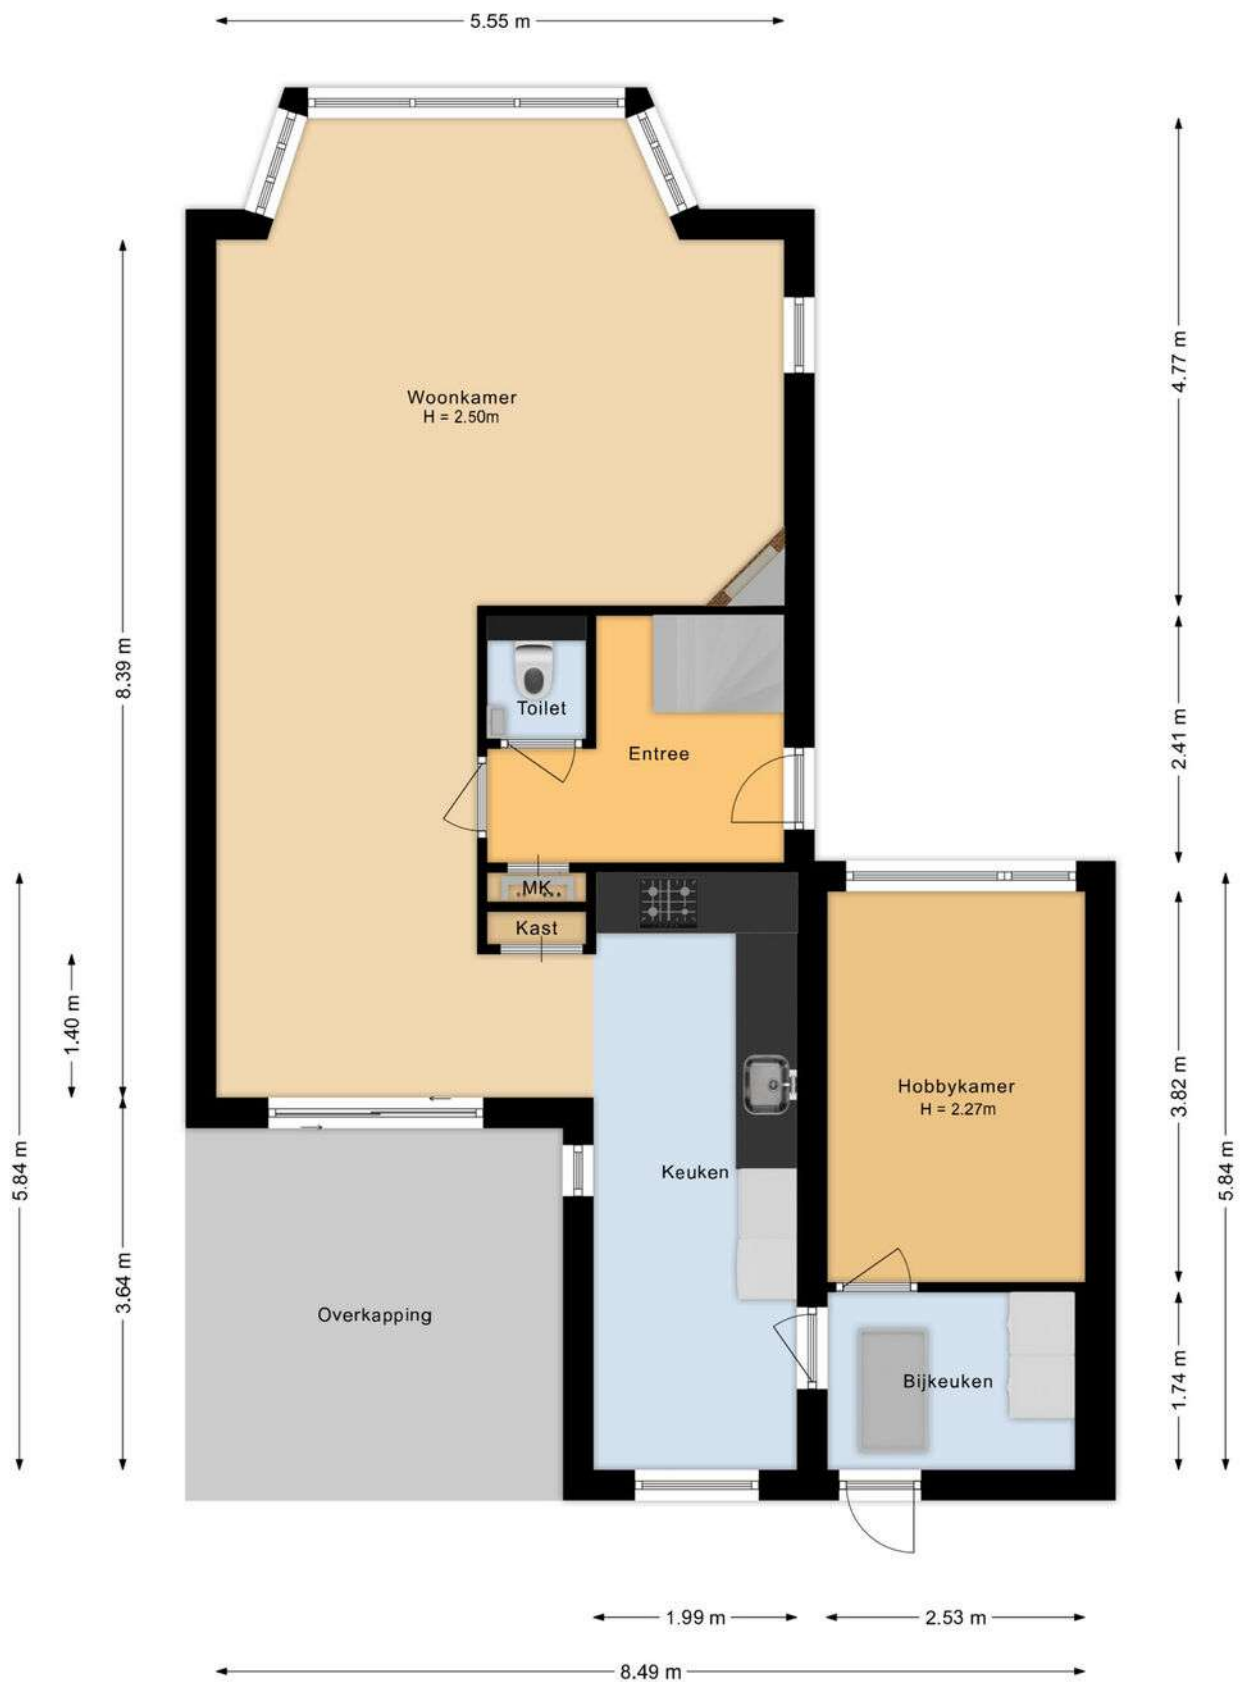 5.55 m
4.77 m
Woonkamer
H = 2.50m
8.39 m
2.41 m
Toilet
Entree
MK
Kast
1.40 m
3.82 m
Hobbykamer
H = 2.27m
5.84 m
5.84 m
Keuken
3.64 m
Overkapping
Bijkeuken
1.74 m
1.99 m
2.53 m
8.49 m